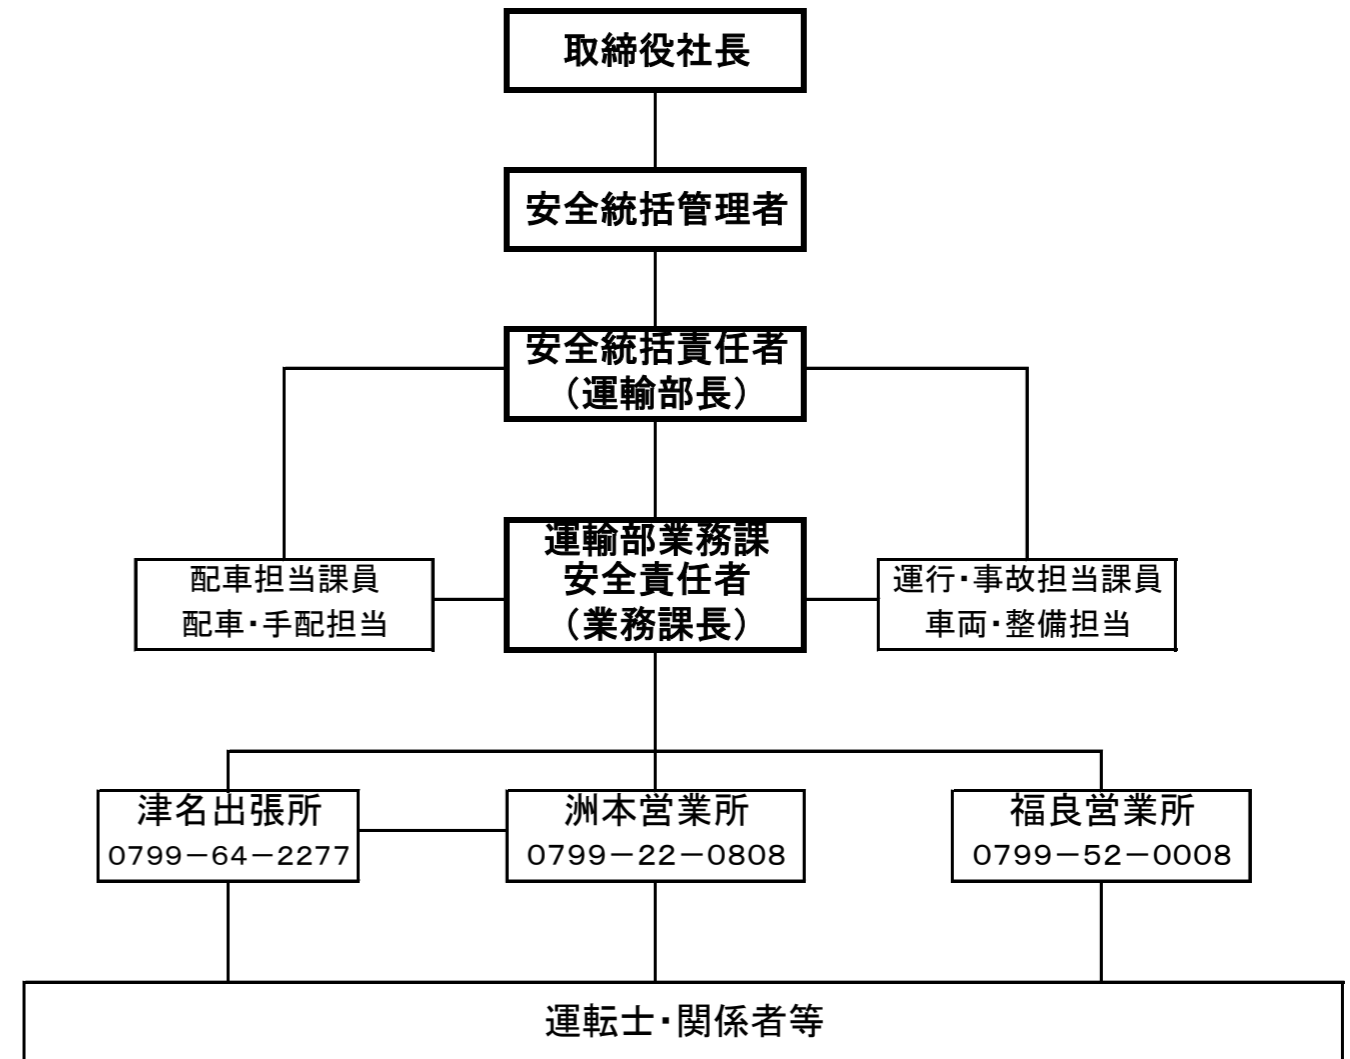 取締役社長
安全統括管理者
安全統括責任者
（運輸部長）
運輸部業務課
安全責任者
（業務課長）
配車担当課員
配車・手配担当
運行・事故担当課員
車両・整備担当
津名出張所
0799－64－2277
洲本営業所
0799－22－0808
福良営業所
0799－52－0008
運転士・関係者等